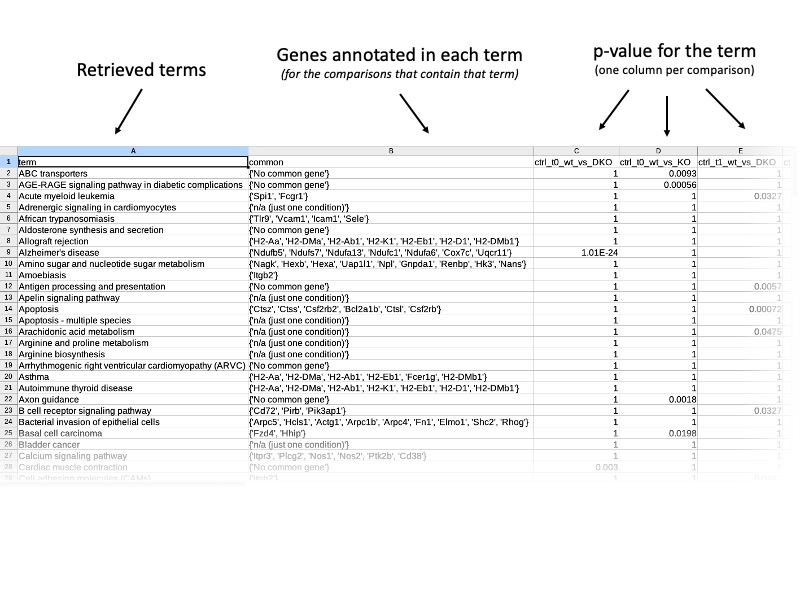 Retrieved terms
Genes annotated in each term
(for the comparisons that contain that term)
p-value for the term
(one column per comparison)
A B C D E
1 term common ctrl_t0_wt_vs_DKO ctrl_t0_wt_vs_KO ctrl_t1_wt_vs_DKO ct
2 ABC transporters {'No common gene'} 1 0.0093 1
3 AGE-RAGE signaling pathway in diabetic complications {'No common gene'} 1 0.00056 1
4 Acute myeloid leukemia {'Spi1', 'Fcgr1'} 1 1 0.0327
5 Adrenergic signaling in cardiomyocytes {'n/a (just one condition)'} 1 1 1
6 African trypanosomiasis {'Tlr9', 'Vcam1', 'Icam1', 'Sele'} 1 1 1
7 Aldosterone synthesis and secretion {'No common gene'} 1 1 1
8 Allograft rejection {'H2-Aa', 'H2-DMa', 'H2-Ab1', 'H2-K1', 'H2-Eb1', 'H2-D1', 'H2-DMb1'} 1 1 1
9 Alzheimer's disease {'Ndufb5', 'Ndufs7', 'Ndufa13', 'Ndufc1', 'Ndufa6', 'Cox7c', 'Uqcr11'} 1.01E-24 1 1
10 Amino sugar and nucleotide sugar metabolism {'Nagk', 'Hexb', 'Hexa', 'Uap1l1', 'Npl', 'Gnpda1', 'Renbp', 'Hk3', 'Nans'} 1 1 1
11 Amoebiasis {'Itgb2'} 1 1 1
12 Antigen processing and presentation {'No common gene'} 1 1 0.0057
13 Apelin signaling pathway {'n/a (just one condition)'} 1 1 1
14 Apoptosis {'Ctsz', 'Ctss', 'Csf2rb2', 'Bcl2a1b', 'Ctsl', 'Csf2rb'} 1 1 0.00072
15 Apoptosis - multiple species {'n/a (just one condition)'} 1 1 1
16 Arachidonic acid metabolism {'n/a (just one condition)'} 1 1 0.0475
17 Arginine and proline metabolism {'n/a (just one condition)'} 1 1 1
18 Arginine biosynthesis {'n/a (just one condition)'} 1 1 1
19 Arrhythmogenic right ventricular cardiomyopathy (ARVC) {'No common gene'} 1 1 1
20 Asthma {'H2-Aa', 'H2-DMa', 'H2-Ab1', 'H2-Eb1', 'Fcer1g', 'H2-DMb1'} 1 1 1
21 Autoimmune thyroid disease {'H2-Aa', 'H2-DMa', 'H2-Ab1', 'H2-K1', 'H2-Eb1', 'H2-D1', 'H2-DMb1'} 1 1 1
22 Axon guidance {'No common gene'} 1 0.0018 1
23 B cell receptor signaling pathway {'Cd72', 'Pirb', 'Pik3ap1'} 1 1 0.0327
24 Bacterial invasion of epithelial cells {'Arpc5', 'Hcls1', 'Actg1', 'Arpc1b', 'Arpc4', 'Fn1', 'Elmo1', 'Shc2', 'Rhog'} 1 1 1
25 Basal cell carcinoma {'Fzd4', 'Hhip'} 1 0.0198 1
26 Bladder cancer {'n/a (just one condition)'} 1 1 1
27 Calcium signaling pathway {'Itpr3', 'Plcg2', 'Nos1', 'Nos2', 'Ptk2b', 'Cd38'} 1 1 1
28 Cardiac muscle contraction {'No common gene'} 0.003 1 1
29 Cell adhesion molecules (CAMs) {'Itgb2'} 1 1